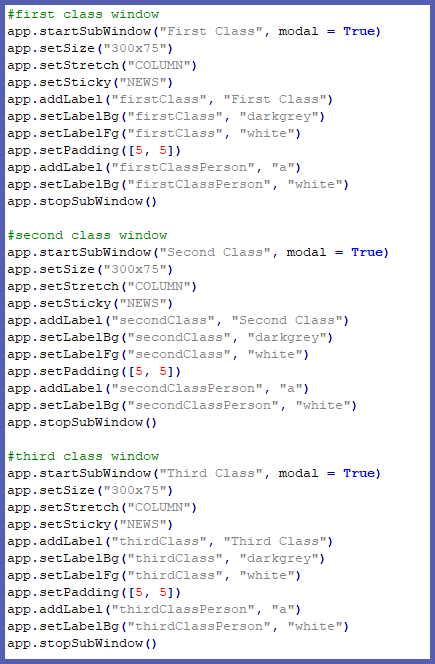 #first class window
app.startSubWindow("First Class", modal = True)
app.setSize("300x75")
app.setStretch("COLUMN")
app.setSticky("NEWS")
app.addLabel("firstClass", "First Class")
app.setLabelBg("firstClass", "darkgrey")
app.setLabelFg("firstClass", "white")
app.setPadding([5, 5])
app.addLabel("firstClassPerson", "a")
app.setLabelBg("firstClassPerson", "white")
app.stopSubWindow()

#second class window
app.startSubWindow("Second Class", modal = True)
app.setSize("300x75")
app.setStretch("COLUMN")
app.setSticky("NEWS")
app.addLabel("secondClass", "Second Class")
app.setLabelBg("secondClass", "darkgrey")
app.setLabelFg("secondClass", "white")
app.setPadding([5, 5])
app.addLabel("secondClassPerson", "a")
app.setLabelBg("secondClassPerson", "white")
app.stopSubWindow()

#third class window
app.startSubWindow("Third Class", modal = True)
app.setSize("300x75")
app.setStretch("COLUMN")
app.setSticky("NEWS")
app.addLabel("thirdClass", "Third Class")
app.setLabelBg("thirdClass", "darkgrey")
app.setLabelFg("thirdClass", "white")
app.setPadding([5, 5])
app.addLabel("thirdClassPerson", "a")
app.setLabelBg("thirdClassPerson", "white")
app.stopSubWindow()